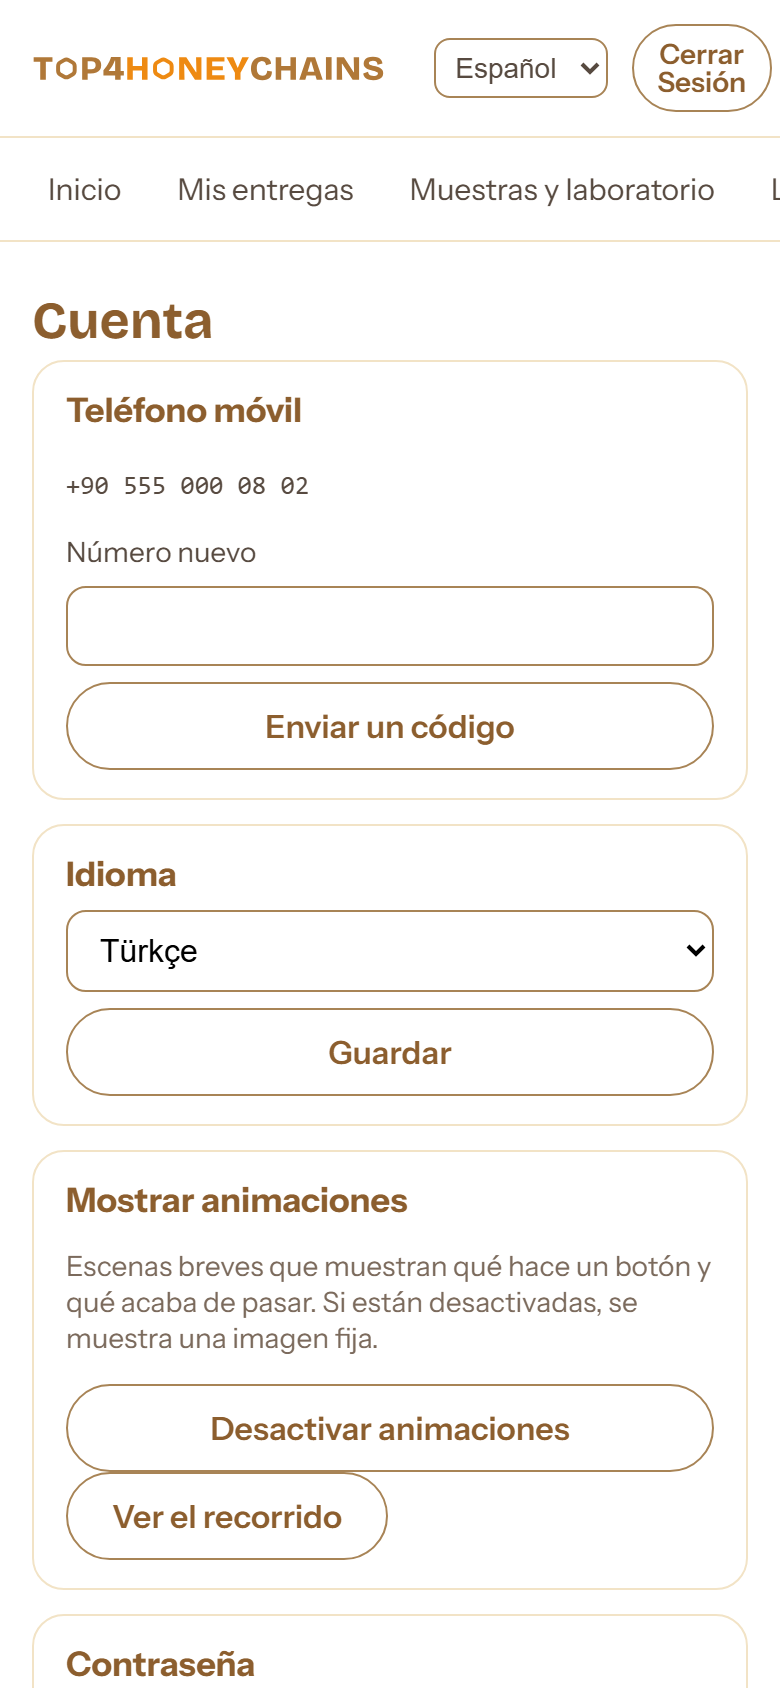 TOP4HONEYCHAINS
Español
Cerrar
Sesión
Inicio
Mis entregas
Muestras y laboratorio
Cuenta
Teléfono móvil
+90 555 000 08 02
Número nuevo
Enviar un código
Idioma
Türkçe
Guardar
Mostrar animaciones
Escenas breves que muestran qué hace un botón y
qué acaba de pasar. Si están desactivadas, se
muestra una imagen fija.
Desactivar animaciones
Ver el recorrido
Contraseña